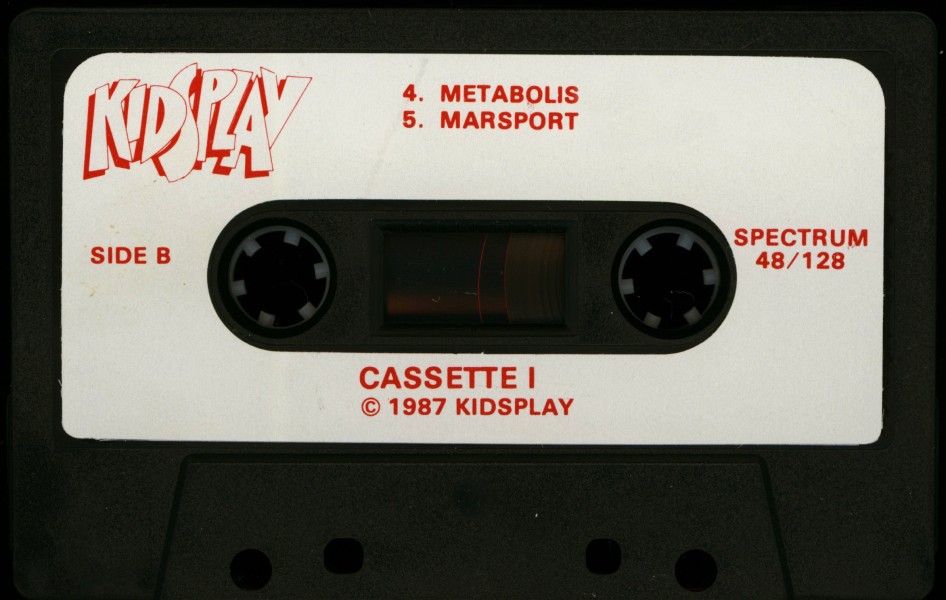 KIDSPLAY
4. METABOLIS
5. MARSPORT
SIDE B
SPECTRUM
48/128
CASSETTE I
© 1987 KIDSPLAY